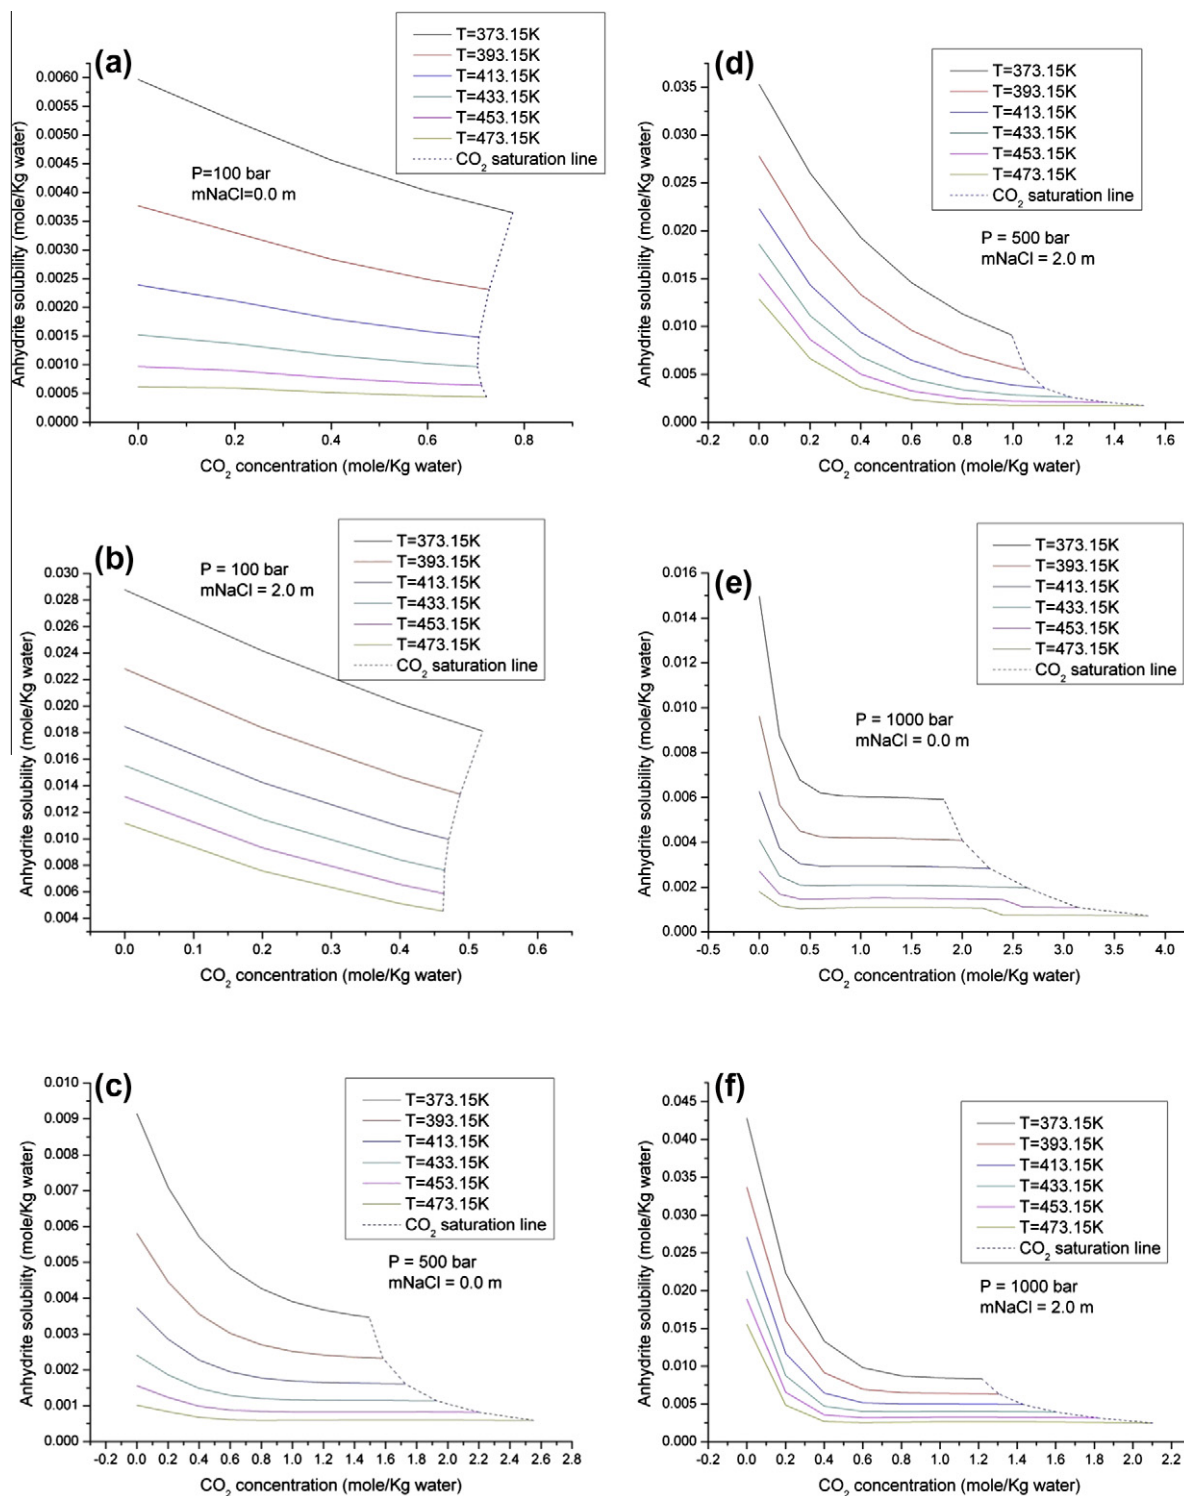 (a)
T=373.15K
T=393.15K
T=413.15K
T=433.15K
T=453.15K
T=473.15K
CO2 saturation line
P=100 bar
mNaCl=0.0 m
Anhydrite solubility (mole/Kg water)
0.0060
0.0055
0.0050
0.0045
0.0040
0.0035
0.0030
0.0025
0.0020
0.0015
0.0010
0.0005
0.0000
0.0 0.2 0.4 0.6 0.8
CO2 concentration (mole/Kg water)
(d)
T=373.15K
T=393.15K
T=413.15K
T=433.15K
T=453.15K
T=473.15K
CO2 saturation line
P = 500 bar
mNaCl = 2.0 m
Anhydrite solubility (mole/Kg water)
0.035
0.030
0.025
0.020
0.015
0.010
0.005
0.000
-0.2 0.0 0.2 0.4 0.6 0.8 1.0 1.2 1.4 1.6
CO2 concentration (mole/Kg water)
(b)
T=373.15K
T=393.15K
T=413.15K
T=433.15K
T=453.15K
T=473.15K
CO2 saturation line
P = 100 bar
mNaCl = 2.0 m
Anhydrite solubility (mole/Kg water)
0.030
0.028
0.026
0.024
0.022
0.020
0.018
0.016
0.014
0.012
0.010
0.008
0.006
0.004
0.0 0.1 0.2 0.3 0.4 0.5 0.6
CO2 concentration (mole/Kg water)
(e)
T=373.15K
T=393.15K
T=413.15K
T=433.15K
T=453.15K
T=473.15K
CO2 saturation line
P = 1000 bar
mNaCl = 0.0 m
Anhydrite solubility (mole/Kg water)
0.016
0.014
0.012
0.010
0.008
0.006
0.004
0.002
0.000
-0.5 0.0 0.5 1.0 1.5 2.0 2.5 3.0 3.5 4.0
CO2 concentration (mole/Kg water)
(c)
T=373.15K
T=393.15K
T=413.15K
T=433.15K
T=453.15K
T=473.15K
CO2 saturation line
P = 500 bar
mNaCl = 0.0 m
Anhydrite solubility (mole/Kg water)
0.010
0.009
0.008
0.007
0.006
0.005
0.004
0.003
0.002
0.001
0.000
-0.2 0.0 0.2 0.4 0.6 0.8 1.0 1.2 1.4 1.6 1.8 2.0 2.2 2.4 2.6 2.8
CO2 concentration (mole/Kg water)
(f)
T=373.15K
T=393.15K
T=413.15K
T=433.15K
T=453.15K
T=473.15K
CO2 saturation line
P = 1000 bar
mNaCl = 2.0 m
Anhydrite solubility (mole/Kg water)
0.045
0.040
0.035
0.030
0.025
0.020
0.015
0.010
0.005
0.000
-0.2 0.0 0.2 0.4 0.6 0.8 1.0 1.2 1.4 1.6 1.8 2.0 2.2
CO2 concentration (mole/Kg water)